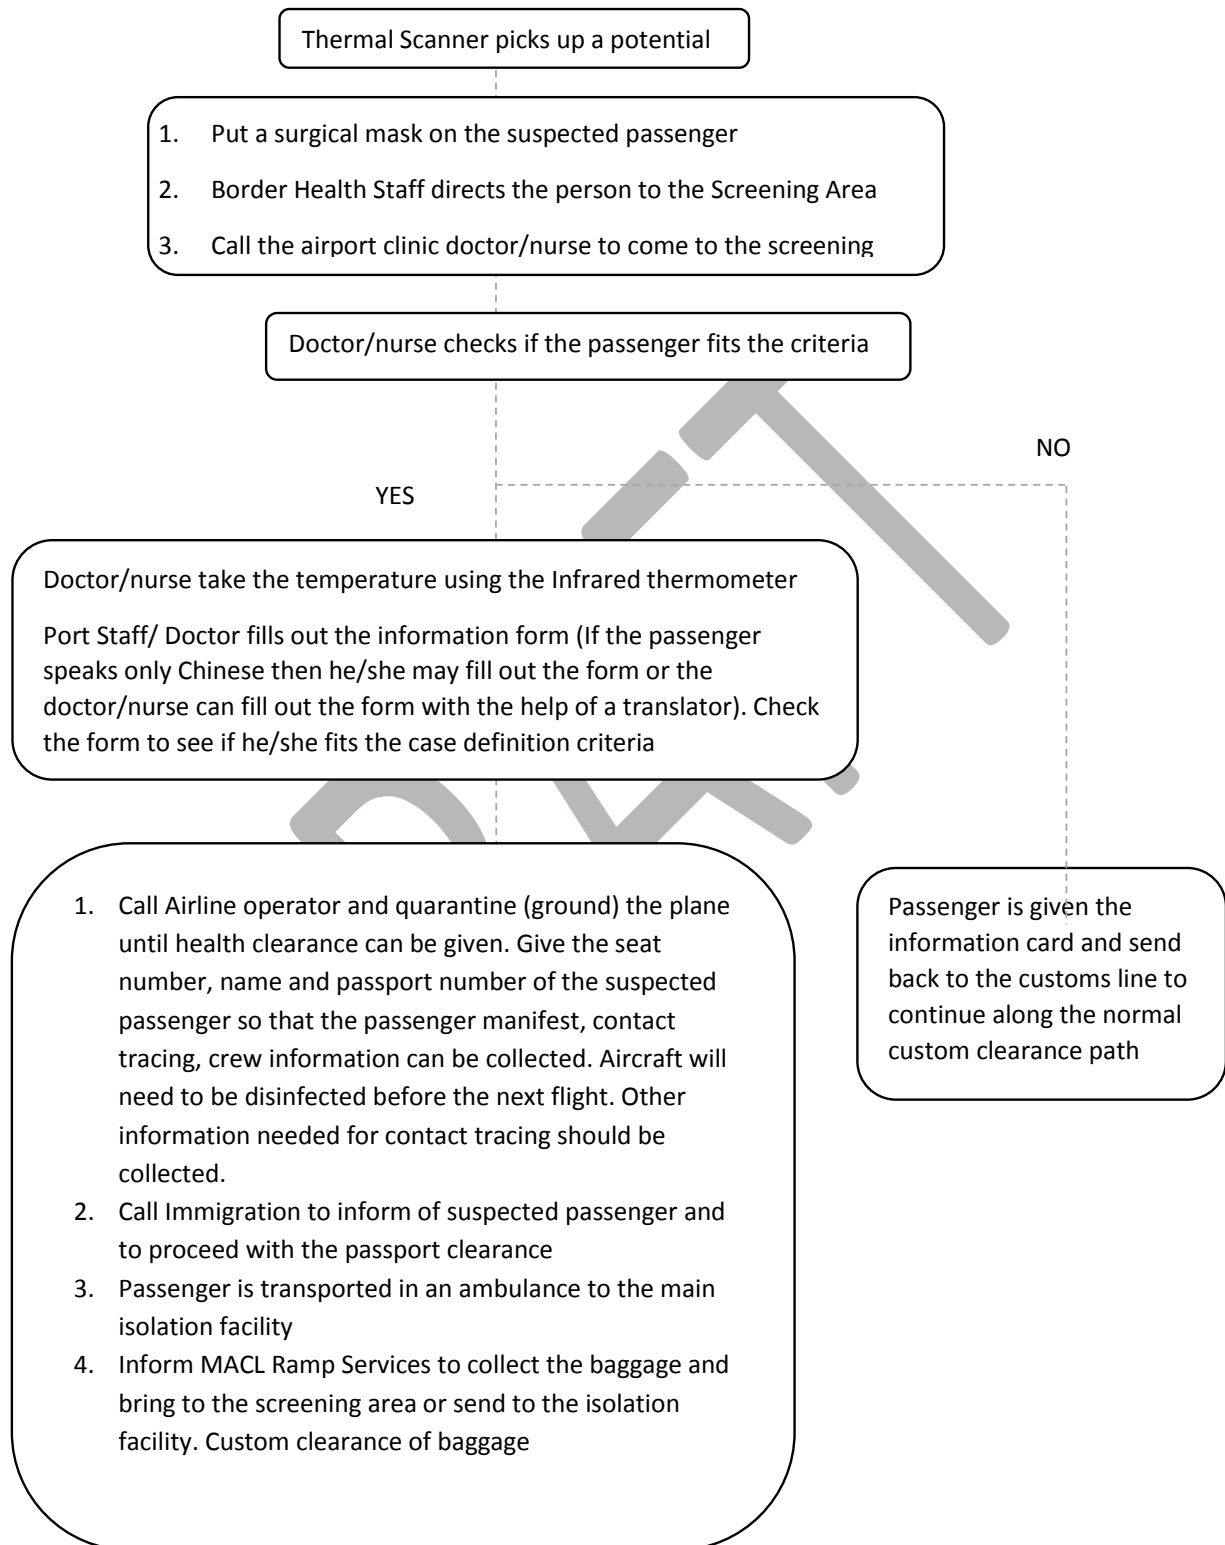 Thermal Scanner picks up a potential
1. Put a surgical mask on the suspected passenger
2. Border Health Staff directs the person to the Screening Area
3. Call the airport clinic doctor/nurse to come to the screening
Doctor/nurse checks if the passenger fits the criteria
NO
YES
Doctor/nurse take the temperature using the Infrared thermometer
Port Staff/ Doctor fills out the information form (If the passenger
speaks only Chinese then he/she may fill out the form or the
doctor/nurse can fill out the form with the help of a translator). Check
the form to see if he/she fits the case definition criteria
1. Call Airline operator and quarantine (ground) the plane
until health clearance can be given. Give the seat
number, name and passport number of the suspected
passenger so that the passenger manifest, contact
tracing, crew information can be collected. Aircraft will
need to be disinfected before the next flight. Other
information needed for contact tracing should be
collected.
2. Call Immigration to inform of suspected passenger and
to proceed with the passport clearance
3. Passenger is transported in an ambulance to the main
isolation facility
4. Inform MACL Ramp Services to collect the baggage and
bring to the screening area or send to the isolation
facility. Custom clearance of baggage
Passenger is given the
information card and send
back to the customs line to
continue along the normal
custom clearance path